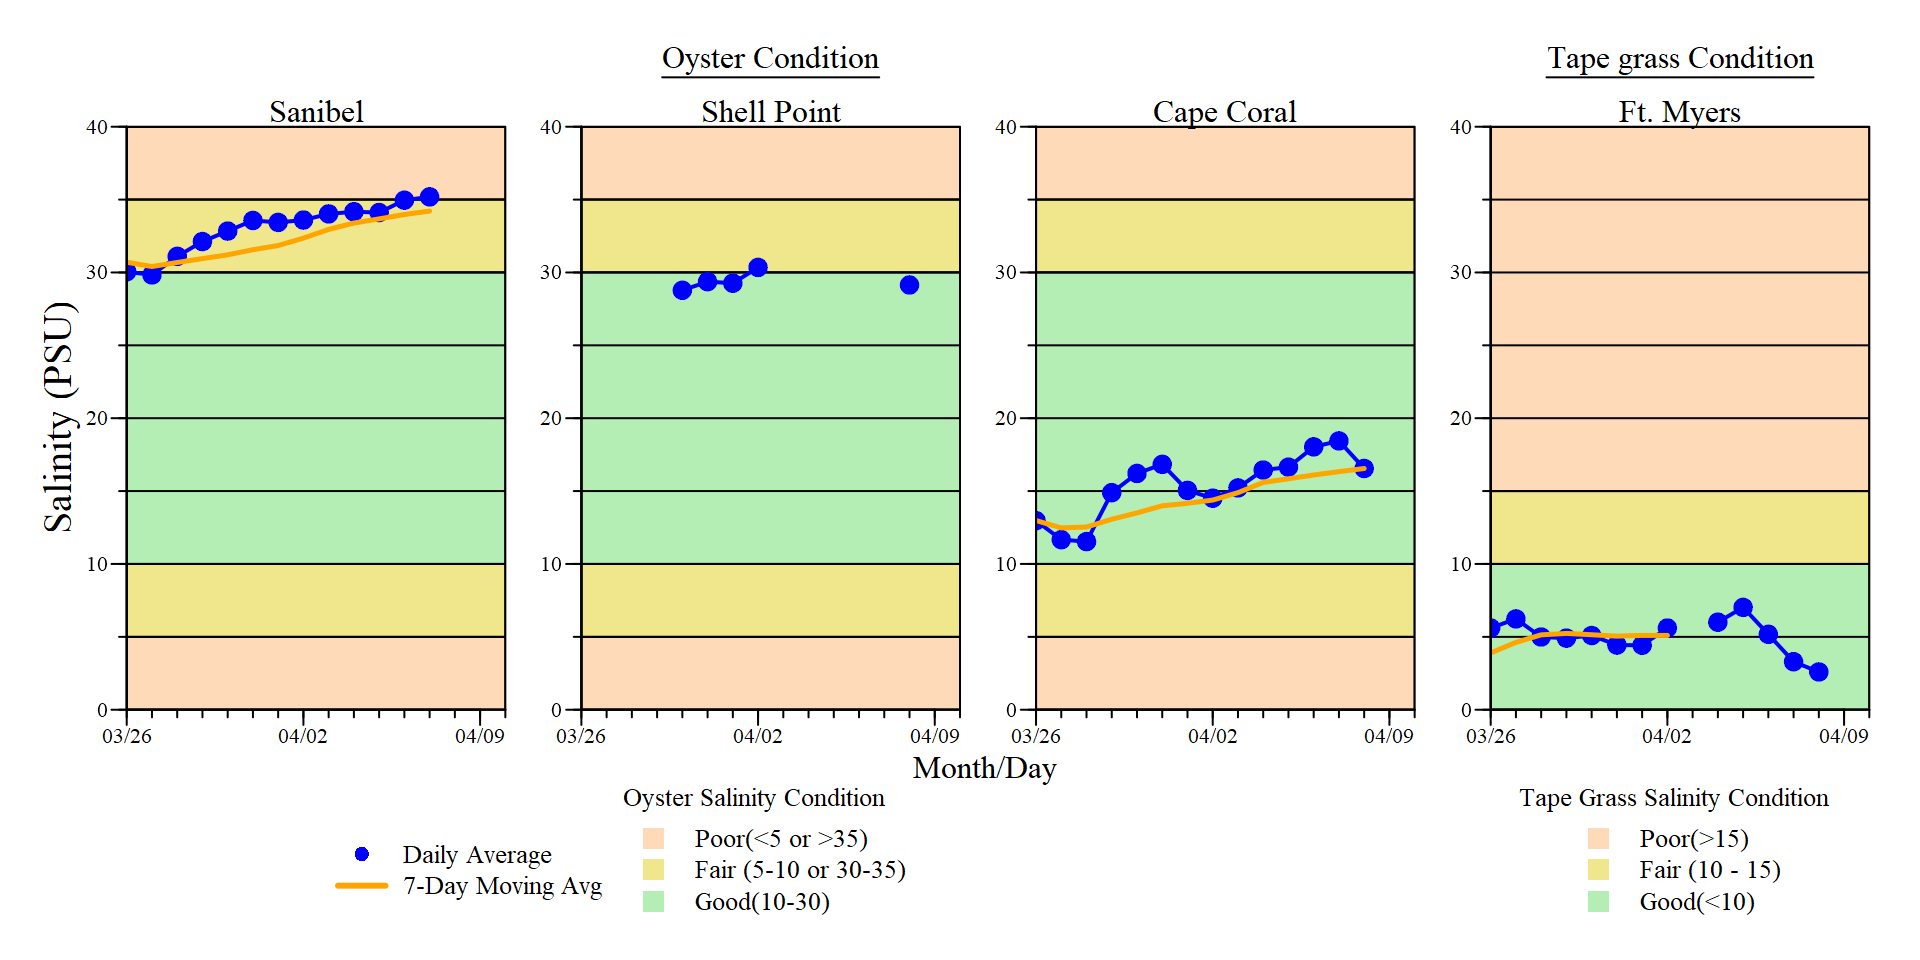 Oyster Condition
Tape grass Condition
Sanibel
Shell Point
Cape Coral
Ft. Myers
Salinity (PSU)
40
30
20
10
0
03/26
04/02
04/09
40
30
20
10
0
03/26
04/02
04/09
40
30
20
10
0
03/26
04/02
04/09
40
30
20
10
0
03/26
04/02
04/09
Month/Day
Daily Average
7-Day Moving Avg
Oyster Salinity Condition
Poor(<5 or >35)
Fair (5-10 or 30-35)
Good(10-30)
Tape Grass Salinity Condition
Poor(>15)
Fair (10 - 15)
Good(<10)